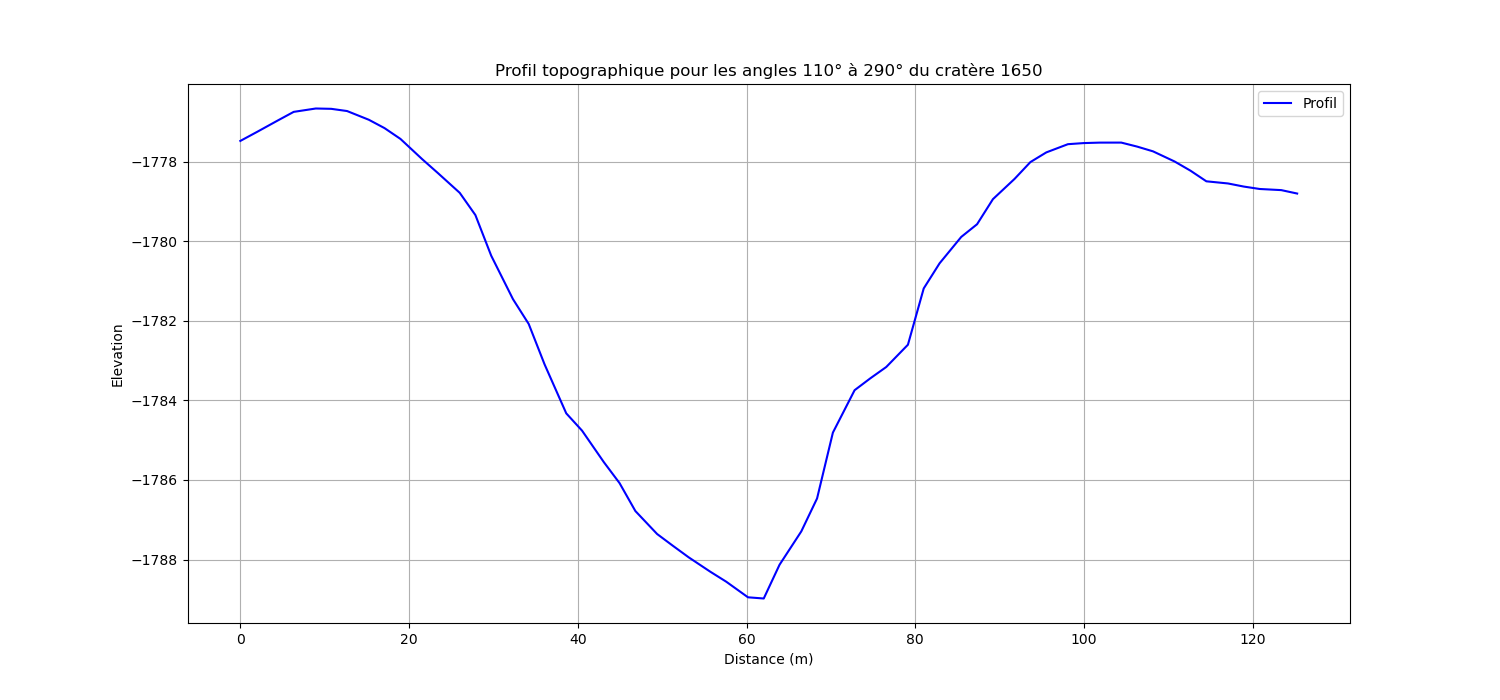 Profil topographique pour les angles 110° à 290° du cratère 1650
Profil
Elevation
−1778
−1780
−1782
−1784
−1786
−1788
0 20 40 60 80 100 120
Distance (m)